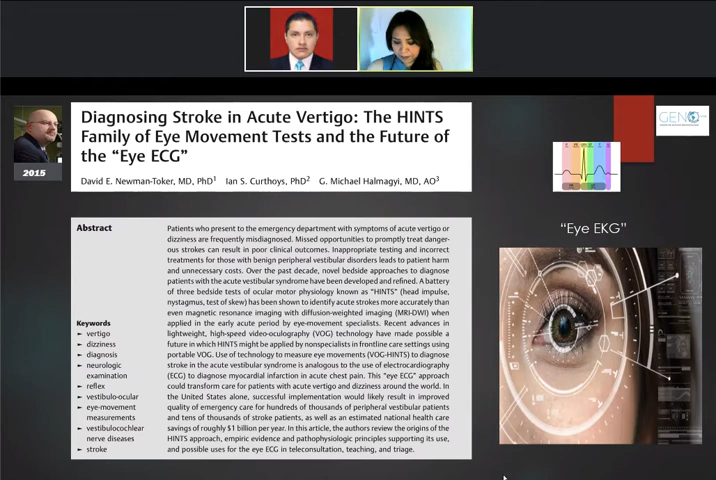 Diagnosing Stroke in Acute Vertigo: The HINTS
Family of Eye Movement Tests and the Future of
the “Eye ECG”
David E. Newman-Toker, MD, PhD1 Ian S. Curthoys, PhD2 G. Michael Halmagyi, MD, AO3
2015
GEN
“Eye EKG”
Abstract
Patients who present to the emergency department with symptoms of acute vertigo or
dizziness are frequently misdiagnosed. Missed opportunities to promptly treat danger-
ous strokes can result in poor clinical outcomes. Inappropriate testing and incorrect
treatments for those with benign peripheral vestibular disorders leads to patient harm
and unnecessary costs. Over the past decade, novel bedside approaches to diagnose
patients with the acute vestibular syndrome have been developed and refined. A battery
of three bedside tests of ocular motor physiology known as “HINTS” (head impulse,
nystagmus, test of skew) has been shown to identify acute strokes more accurately than
even magnetic resonance imaging with diffusion-weighted imaging (MRI-DWI) when
applied in the early acute period by eye-movement specialists. Recent advances in
lightweight, high-speed video-oculography (VOG) technology have made possible a
future in which HINTS might be applied by nonspecialists in frontline care settings using
portable VOG. Use of technology to measure eye movements (VOG-HINTS) to diagnose
stroke in the acute vestibular syndrome is analogous to the use of electrocardiography
(ECG) to diagnose myocardial infarction in acute chest pain. This “eye ECG” approach
could transform care for patients with acute vertigo and dizziness around the world. In
the United States alone, successful implementation would likely result in improved
quality of emergency care for hundreds of thousands of peripheral vestibular patients
and tens of thousands of stroke patients, as well as an estimated national health care
savings of roughly $1 billion per year. In this article, the authors review the origins of the
HINTS approach, empiric evidence and pathophysiologic principles supporting its use,
and possible uses for the eye ECG in teleconsultation, teaching, and triage.
Keywords
► vertigo
► dizziness
► diagnosis
► neurologic
examination
► reflex
► vestibulo-ocular
► eye-movement
measurements
► vestibulocochlear
nerve diseases
► stroke